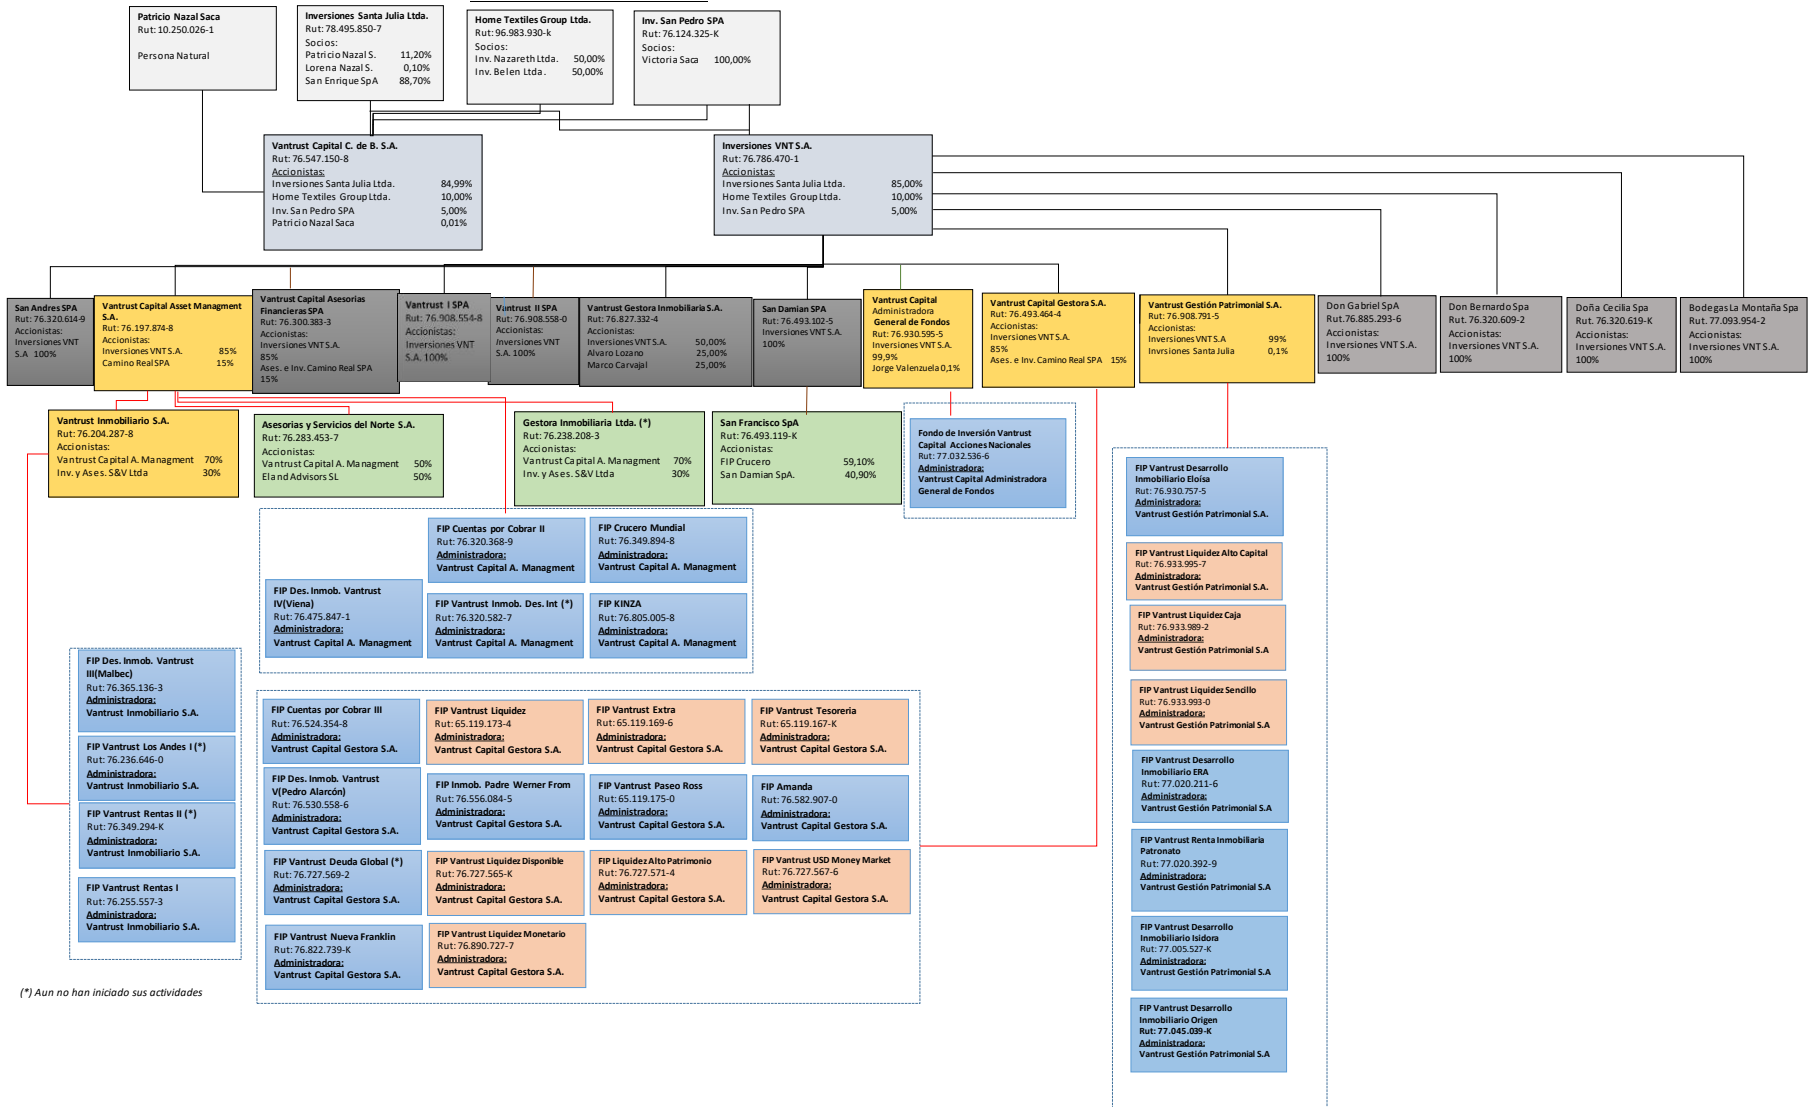 Patricio Nazal Saca
Rut: 10.250.026-1
Persona Natural
Inversiones Santa Julia Ltda.
Rut: 78.495.850-7
Socios:
Patricio Nazal S. 11,20%
Lorena Nazal S. 0,10%
San Enrique SpA 88,70%
Home Textiles Group Ltda.
Rut: 96.983.930-k
Socios:
Inv. Nazareth Ltda. 50,00%
Inv. Belen Ltda. 50,00%
Inv. San Pedro SPA
Rut: 76.124.325-K
Socios:
Victoria Saca 100,00%
Vantrust Capital C. de B. S.A.
Rut: 76.547.150-8
Accionistas:
Inversiones Santa Julia Ltda. 84,99%
Home Textiles Group Ltda. 10,00%
Inv. San Pedro SPA 5,00%
Patricio Nazal Saca 0,01%
Inversiones VNT S.A.
Rut: 76.786.470-1
Accionistas:
Inversiones Santa Julia Ltda. 85,00%
Home Textiles Group Ltda. 10,00%
Inv. San Pedro SPA 5,00%
San Andres SPA
Rut: 76.320.614-9
Accionistas:
Inversiones VNT
S.A 100%
Vantrust Capital Asset Managment
S.A.
Rut: 76.197.874-8
Accionistas:
Inversiones VNT S.A. 85%
Camino Real SPA 15%
Vantrust Capital Asesorias
Financieras SPA
Rut: 76.300.383-3
Accionistas:
Inversiones VNT S.A.
85%
Ases. e Inv. Camino Real SPA
15%
Vantrust I SPA
Rut: 76.908.554-8
Accionistas:
Inversiones VNT
S.A. 100%
Vantrust II SPA
Rut: 76.908.558-0
Accionistas:
Inversiones VNT
S.A. 100%
Vantrust Gestora Inmobiliaria S.A.
Rut: 76.827.332-4
Accionistas:
Inversiones VNT S.A. 50,00%
Alvaro Lozano 25,00%
Marco Carvajal 25,00%
San Damian SPA
Rut: 76.493.102-5
Inversiones VNT S.A.
100%
Vantrust Capital
Administradora
General de Fondos
Rut: 76.930.595-5
Inversiones VNT S.A.
99,9%
Jorge Valenzuela 0,1%
Vantrust Capital Gestora S.A.
Rut: 76.493.464-4
Accionistas:
Inversiones VNT S.A.
85%
Ases. e Inv. Camino Real SPA 15%
Vantrust Gestión Patrimonial S.A.
Rut: 76.908.791-5
Accionistas:
Inversiones VNT S.A 99%
Invrsiones Santa Julia 0,1%
Don Gabriel SpA
Rut.76.885.293-6
Accionistas:
Inversiones VNT S.A.
100%
Don Bernardo Spa
Rut. 76.320.609-2
Accionistas:
Inversiones VNT S.A.
100%
Doña Cecilia Spa
Rut. 76.320.619-K
Accionistas:
Inversiones VNT S.A.
100%
Bodegas La Montaña Spa
Rut. 77.093.954-2
Accionistas:
Inversiones VNT S.A.
100%
Vantrust Inmobiliario S.A.
Rut: 76.204.287-8
Accionistas:
Vantrust Capital A. Managment 70%
Inv. y Ases. S&V Ltda 30%
Asesorias y Servicios del Norte S.A.
Rut: 76.283.453-7
Accionistas:
Vantrust Capital A. Managment 50%
Eland Advisors SL 50%
Gestora Inmobiliaria Ltda. (*)
Rut: 76.238.208-3
Accionistas:
Vantrust Capital A. Managment 70%
Inv. y Ases. S&V Ltda 30%
San Francisco SpA
Rut: 76.493.119-K
Accionistas:
FIP Crucero 59,10%
San Damian SpA. 40,90%
Fondo de Inversión Vantrust
Capital Acciones Nacionales
Rut: 77.032.536-6
Administradora:
Vantrust Capital Administradora
General de Fondos
FIP Cuentas por Cobrar II
Rut: 76.320.368-9
Administradora:
Vantrust Capital A. Managment
FIP Crucero Mundial
Rut: 76.349.894-8
Administradora:
Vantrust Capital A. Managment
FIP Des. Inmob. Vantrust
IV(Viena)
Rut: 76.475.847-1
Administradora:
Vantrust Capital A. Managment
FIP Vantrust Inmob. Des. Int (*)
Rut: 76.320.582-7
Administradora:
Vantrust Capital A. Managment
FIP KINZA
Rut: 76.805.005-8
Administradora:
Vantrust Capital A. Managment
FIP Des. Inmob. Vantrust
III(Malbec)
Rut: 76.365.136-3
Administradora:
Vantrust Inmobiliario S.A.
FIP Vantrust Los Andes I (*)
Rut: 76.236.646-0
Administradora:
Vantrust Inmobiliario S.A.
FIP Vantrust Rentas II (*)
Rut: 76.349.294-K
Administradora:
Vantrust Inmobiliario S.A.
FIP Vantrust Rentas I
Rut: 76.255.557-3
Administradora:
Vantrust Inmobiliario S.A.
FIP Cuentas por Cobrar III
Rut: 76.524.354-8
Administradora:
Vantrust Capital Gestora S.A.
FIP Vantrust Liquidez
Rut: 65.119.173-4
Administradora:
Vantrust Capital Gestora S.A.
FIP Vantrust Extra
Rut: 65.119.169-6
Administradora:
Vantrust Capital Gestora S.A.
FIP Vantrust Tesoreria
Rut: 65.119.167-K
Administradora:
Vantrust Capital Gestora S.A.
FIP Des. Inmob. Vantrust
V(Pedro Alarcón)
Rut: 76.530.558-6
Administradora:
Vantrust Capital Gestora S.A.
FIP Inmob. Padre Werner From
Rut: 76.556.084-5
Administradora:
Vantrust Capital Gestora S.A.
FIP Vantrust Paseo Ross
Rut: 65.119.175-0
Administradora:
Vantrust Capital Gestora S.A.
FIP Amanda
Rut: 76.582.907-0
Administradora:
Vantrust Capital Gestora S.A.
FIP Vantrust Deuda Global (*)
Rut: 76.727.569-2
Administradora:
Vantrust Capital Gestora S.A.
FIP Vantrust Liquidez Disponible
Rut: 76.727.565-K
Administradora:
Vantrust Capital Gestora S.A.
FIP Liquidez Alto Patrimonio
Rut: 76.727.571-4
Administradora:
Vantrust Capital Gestora S.A.
FIP Vantrust USD Money Market
Rut: 76.727.567-6
Administradora:
Vantrust Capital Gestora S.A.
FIP Vantrust Nueva Franklin
Rut: 76.822.739-K
Administradora:
Vantrust Capital Gestora S.A.
FIP Vantrust Liquidez Monetario
Rut: 76.890.727-7
Administradora:
Vantrust Capital Gestora S.A.
FIP Vantrust Desarrollo
Inmobiliario Eloísa
Rut: 76.930.757-5
Administradora:
Vantrust Gestión Patrimonial S.A.
FIP Vantrust Liquidez Alto Capital
Rut: 76.933.995-7
Administradora:
Vantrust Gestión Patrimonial S.A.
FIP Vantrust Liquidez Caja
Rut: 76.933.989-2
Administradora:
Vantrust Gestión Patrimonial S.A
FIP Vantrust Liquidez Sencillo
Rut: 76.933.993-0
Administradora:
Vantrust Gestión Patrimonial S.A
FIP Vantrust Desarrollo
Inmobiliario ERA
Rut: 77.020.211-6
Administradora:
Vantrust Gestión Patrimonial S.A
FIP Vantrust Renta Inmobiliaria
Patronato
Rut: 77.020.392-9
Administradora:
Vantrust Gestión Patrimonial S.A
FIP Vantrust Desarrollo
Inmobiliario Isidora
Rut: 77.005.527-K
Administradora:
Vantrust Gestión Patrimonial S.A
FIP Vantrust Desarrollo
Inmobiliario Origen
Rut: 77.045.039-K
Administradora:
Vantrust Gestión Patrimonial S.A
(*) Aun no han iniciado sus actividades